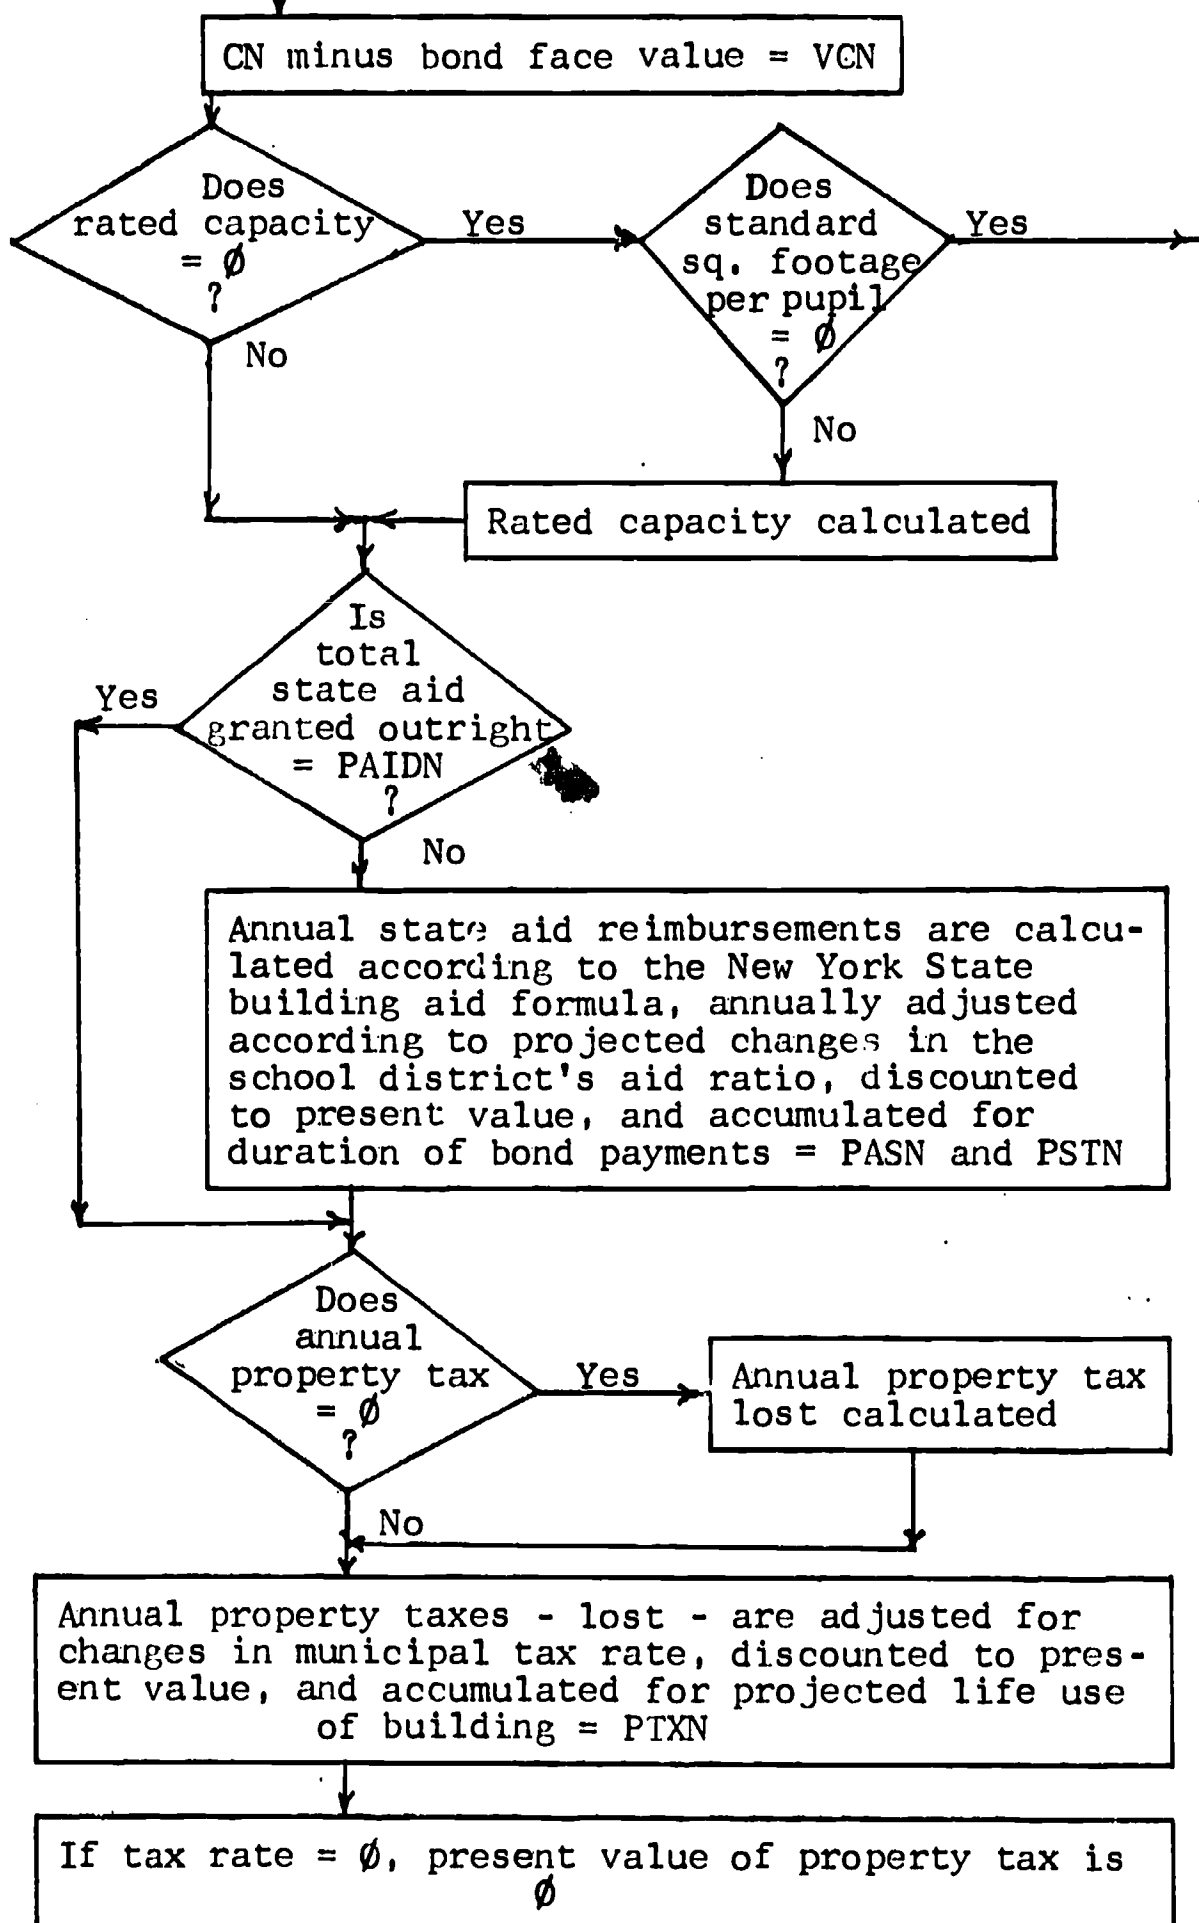 CN minus bond face value = VCN
Does
rated capacity
= Ø
?
Yes
No
Does
standard
sq. footage
per pupil
= Ø
?
Yes
No
Rated capacity calculated
Is
total
state aid
granted outright
= PAIDN
?
Yes
No
Annual state aid reimbursements are calcu-
lated according to the New York State
building aid formula, annually adjusted
according to projected changes in the
school district's aid ratio, discounted
to present value, and accumulated for
duration of bond payments = PASN and PSTN
Does
annual
property tax
= Ø
?
Yes
No
Annual property tax
lost calculated
Annual property taxes - lost - are adjusted for
changes in municipal tax rate, discounted to pres-
ent value, and accumulated for projected life use
of building = PTXN
If tax rate = Ø, present value of property tax is
Ø